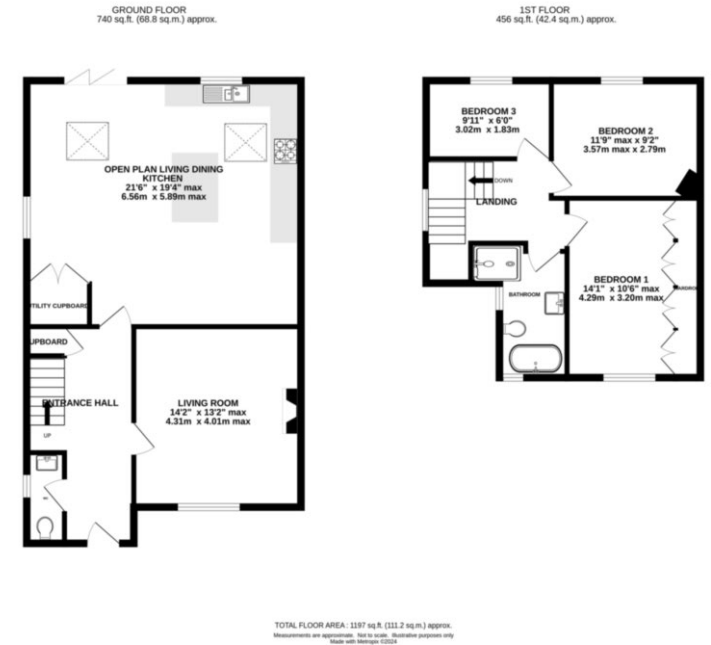 GROUND FLOOR
740 sq.ft. (68.8 sq.m.) approx.
1ST FLOOR
456 sq.ft. (42.4 sq.m.) approx.
OPEN PLAN LIVING DINING
KITCHEN
21'6" x 19'4" max
6.56m x 5.89m max
UTILITY CUPBOARD
CUPBOARD
ENTRANCE HALL
UP
LIVING ROOM
14'2" x 13'2" max
4.31m x 4.01m max
BEDROOM 3
9'11" x 6'0"
3.02m x 1.83m
BEDROOM 2
11'9" max x 9'2"
3.57m max x 2.79m
DOWN
LANDING
BATHROOM
BEDROOM 1
14'1" x 10'6" max
4.29m x 3.20m max
TOTAL FLOOR AREA : 1197 sq.ft. (111.2 sq.m.) approx.
Measurements are approximate. Not to scale. Illustrative purposes only
Made with Metropix ©2024